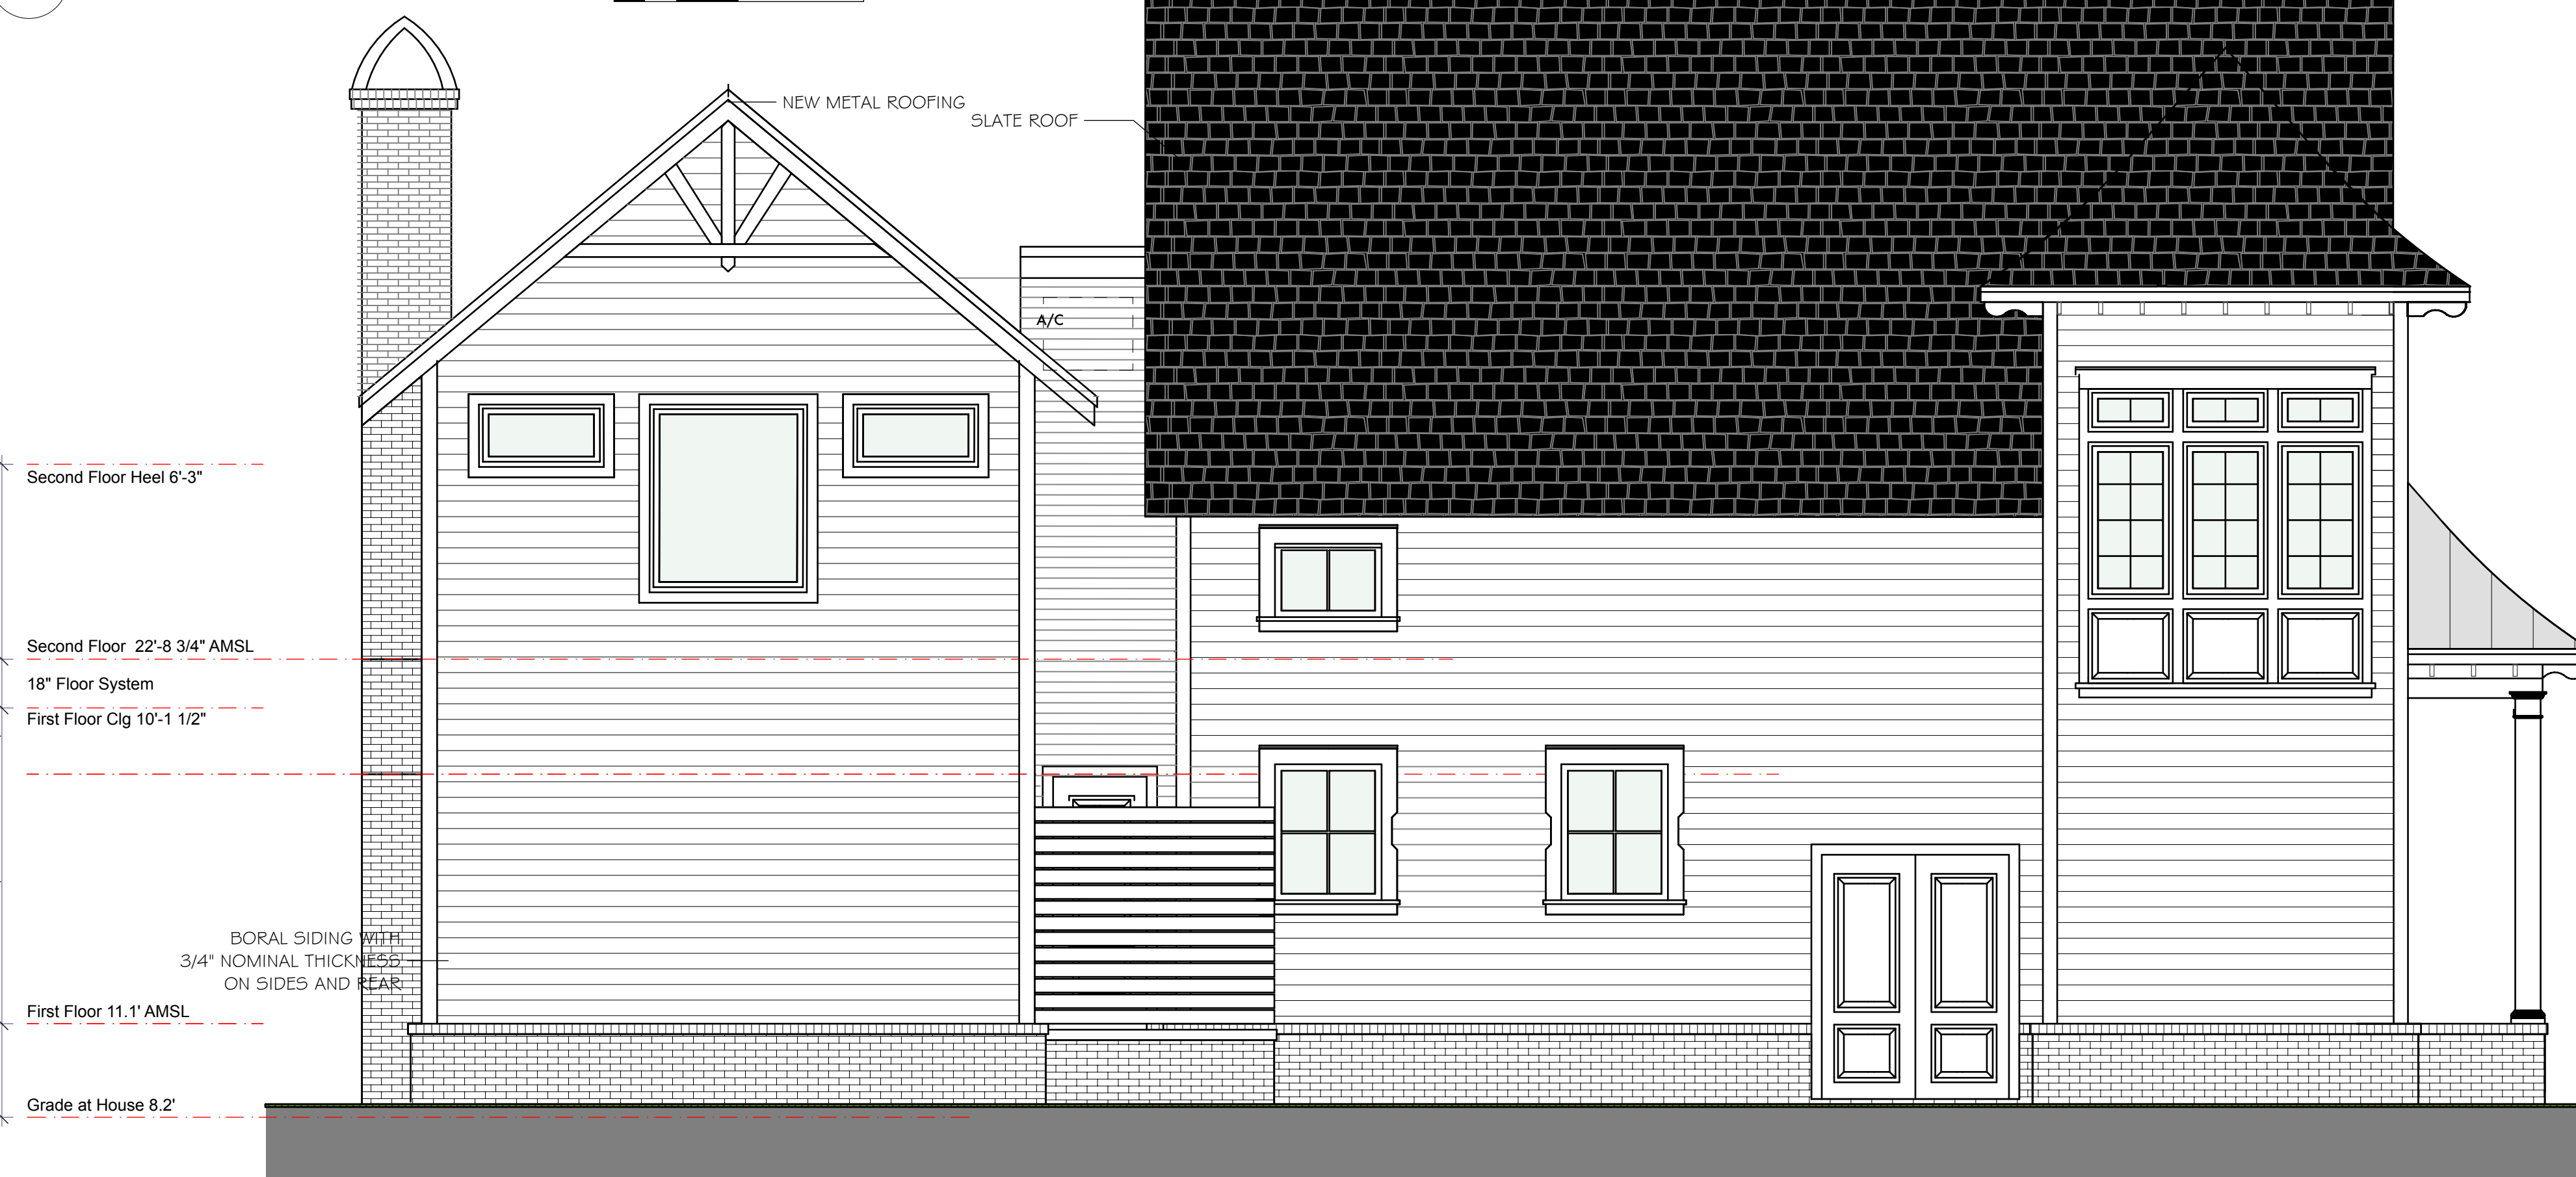 NEW METAL ROOFING
SLATE ROOF
A/C
Second Floor Heel 6'-3"
Second Floor  22'-8 3/4" AMSL
18" Floor System
First Floor Clg 10'-1 1/2"
BORAL SIDING WITH
3/4" NOMINAL THICKNESS
ON SIDES AND REAR
First Floor 11.1' AMSL
Grade at House 8.2'